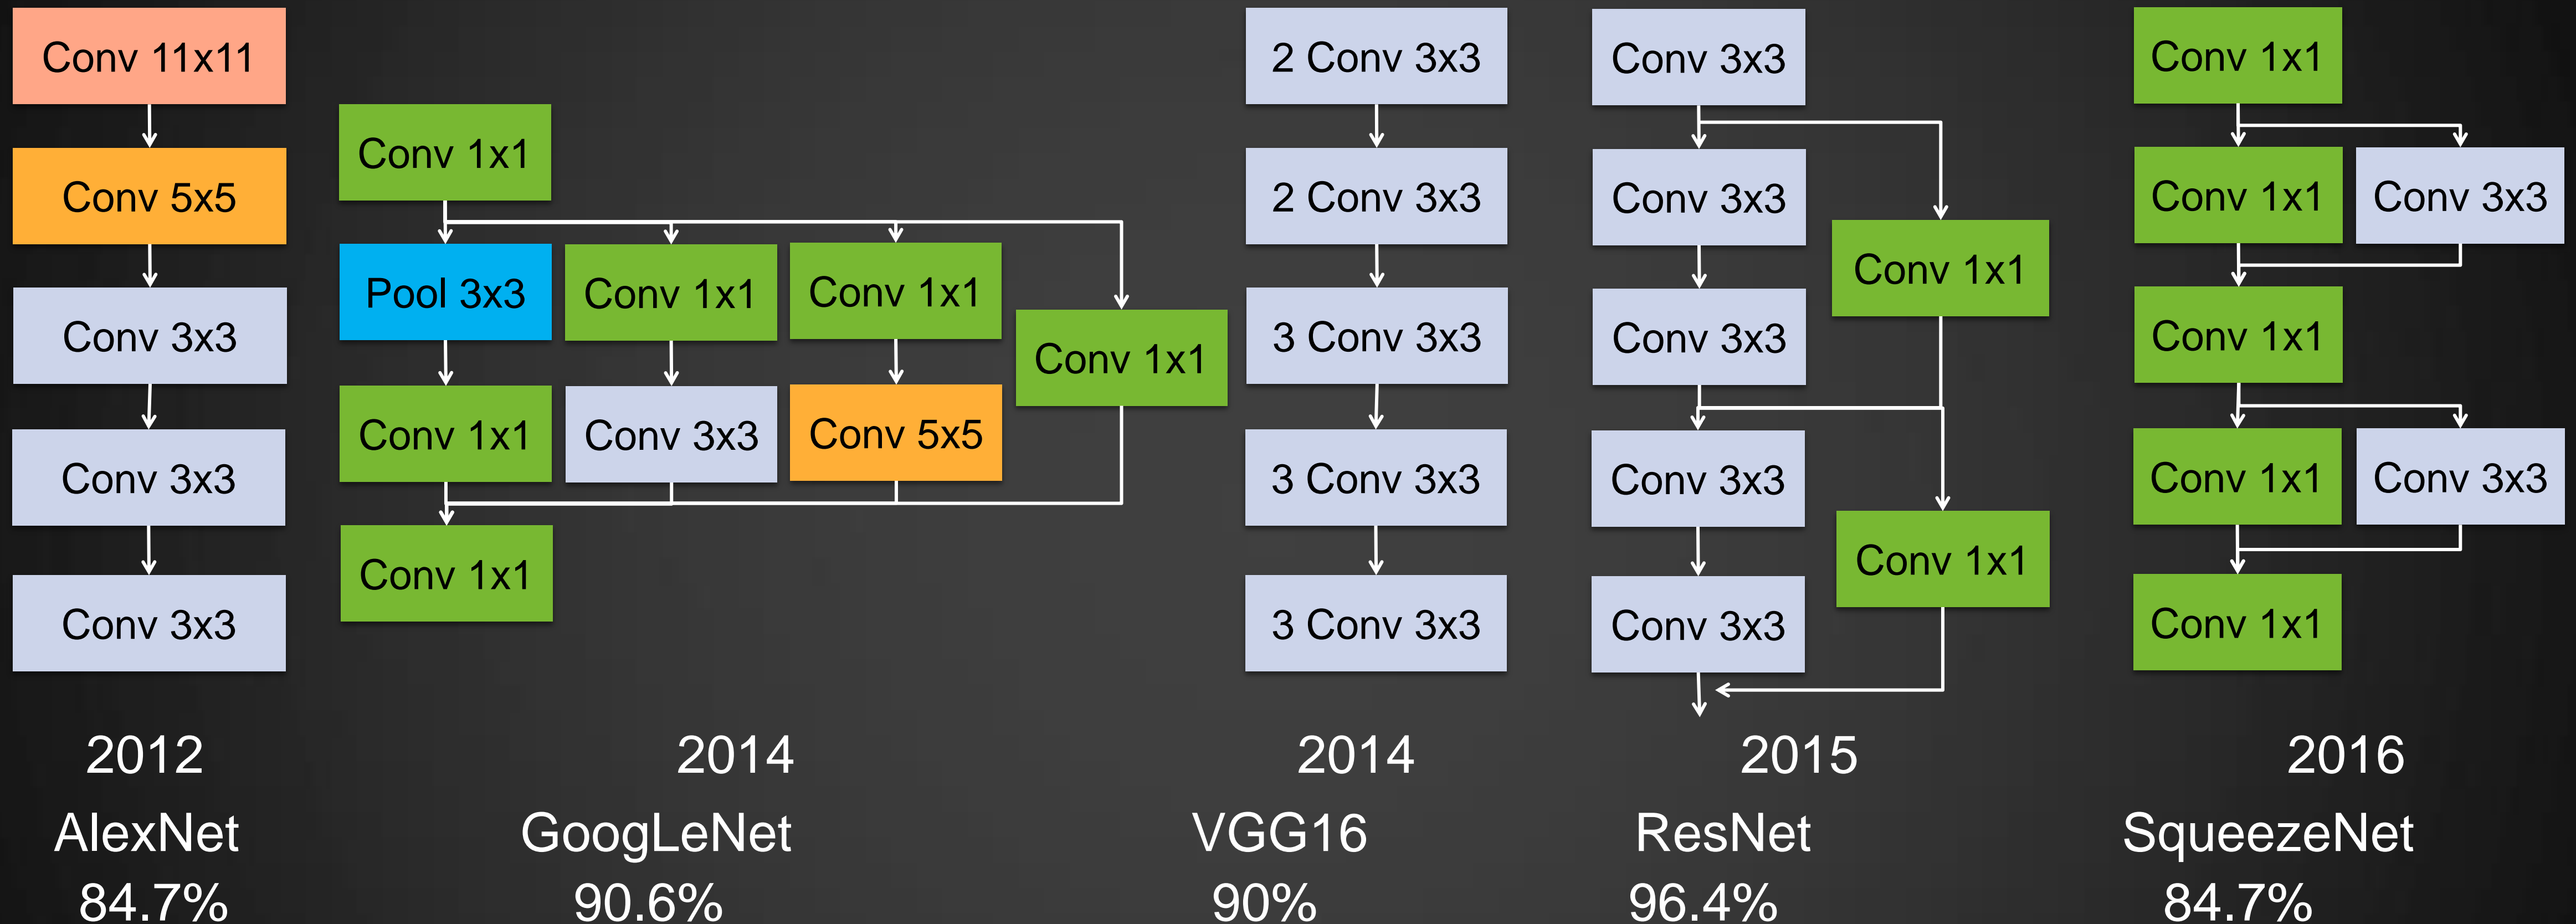 Conv 11x11
Conv 5x5
Conv 3x3
Conv 3x3
Conv 3x3
2012
AlexNet
84.7%
Conv 1x1
Pool 3x3
Conv 1x1
Conv 1x1
Conv 1x1
Conv 1x1
Conv 3x3
Conv 5x5
Conv 1x1
2014
GoogLeNet
90.6%
2 Conv 3x3
2 Conv 3x3
3 Conv 3x3
3 Conv 3x3
3 Conv 3x3
2014
VGG16
90%
Conv 3x3
Conv 3x3
Conv 1x1
Conv 3x3
Conv 3x3
Conv 1x1
Conv 3x3
2015
ResNet
96.4%
Conv 1x1
Conv 1x1
Conv 3x3
Conv 1x1
Conv 1x1
Conv 3x3
Conv 1x1
2016
SqueezeNet
84.7%